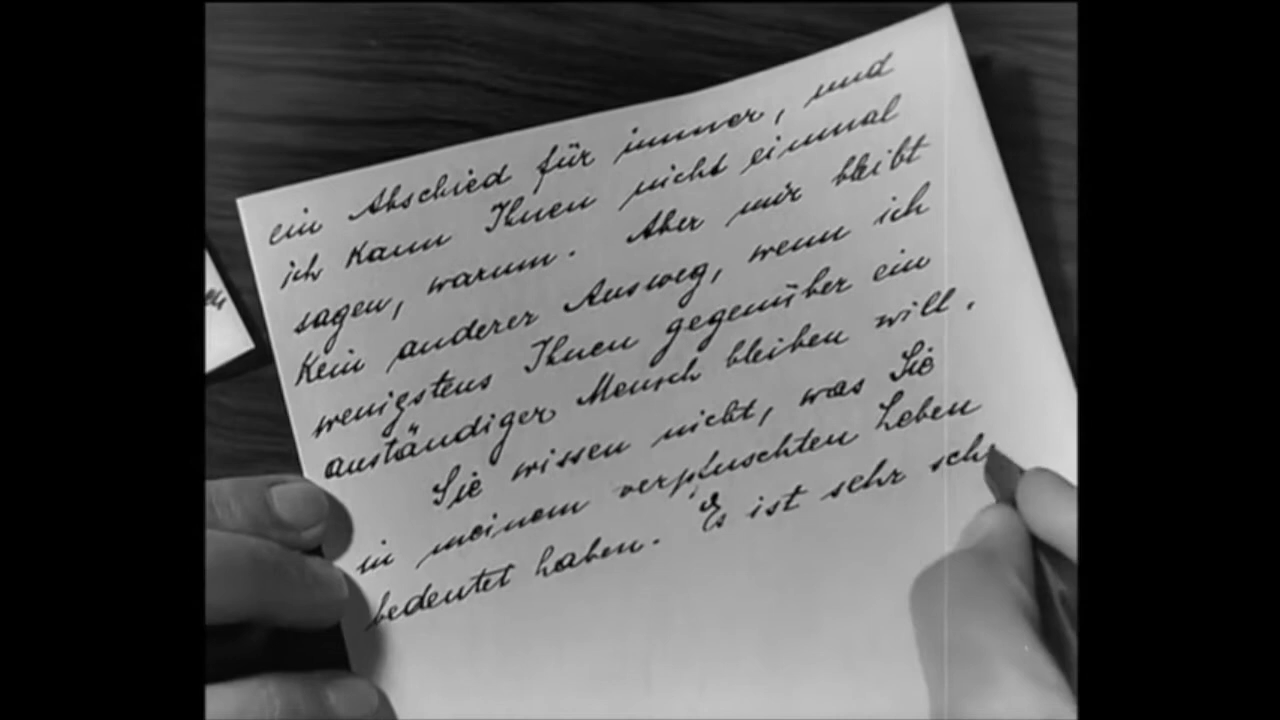 ein Abschied für immer, und
ich kann Ihnen nicht einmal
sagen, warum. Aber mir bleibt
kein anderer Ausweg, wenn ich
wenigstens Ihnen gegenüber ein
anständiger Mensch bleiben will.
Sie wissen nicht, was Sie
in meinem verpfuschten Leben
bedeutet haben. Es ist sehr sch